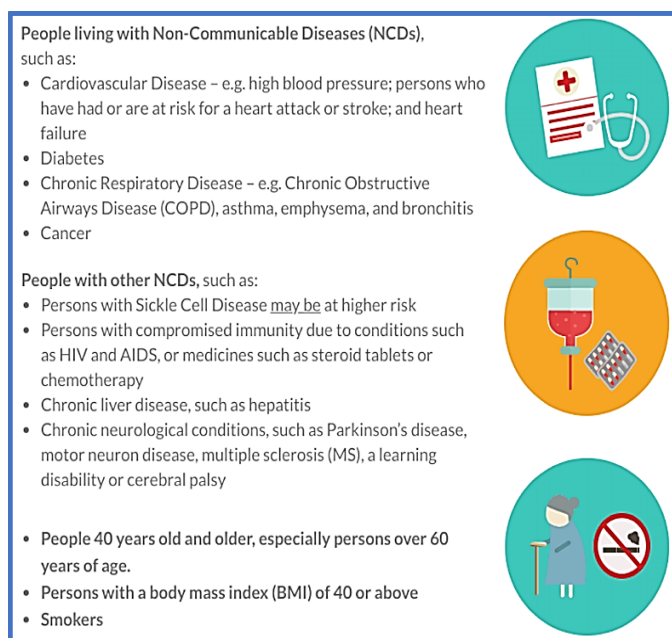 People living with Non-Communicable Diseases (NCDs),
such as:
• Cardiovascular Disease – e.g. high blood pressure; persons who
have had or are at risk for a heart attack or stroke; and heart
failure
• Diabetes
• Chronic Respiratory Disease – e.g. Chronic Obstructive
Airways Disease (COPD), asthma, emphysema, and bronchitis
• Cancer
People with other NCDs, such as:
• Persons with Sickle Cell Disease may be at higher risk
• Persons with compromised immunity due to conditions such
as HIV and AIDS, or medicines such as steroid tablets or
chemotherapy
• Chronic liver disease, such as hepatitis
• Chronic neurological conditions, such as Parkinson's disease,
motor neuron disease, multiple sclerosis (MS), a learning
disability or cerebral palsy
• People 40 years old and older, especially persons over 60
years of age.
• Persons with a body mass index (BMI) of 40 or above
• Smokers